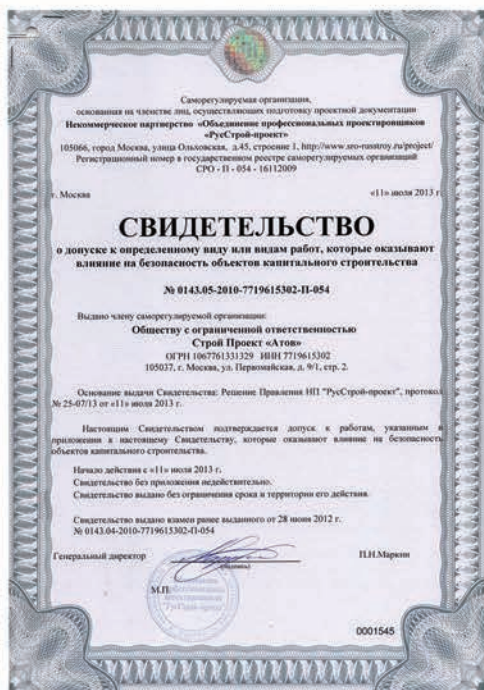 Саморегулируемая организация,
основанная на членстве лиц, осуществляющих подготовку проектной документации
Некоммерческое партнерство «Объединение профессиональных проектировщиков
«РусСтрой-проект»
105066, город Москва, улица Ольховская, д.45, строение 1, http://www.sro-russtroy.ru/project/
Регистрационный номер в государственном реестре саморегулируемых организаций
СРО - П - 054 - 16112009
г. Москва «11» июля 2013 г.
СВИДЕТЕЛЬСТВО
о допуске к определенному виду или видам работ, которые оказывают
влияние на безопасность объектов капитального строительства
№ 0143.05-2010-7719615302-П-054
Выдано члену саморегулируемой организации:
Обществу с ограниченной ответственностью
Строй Проект «Атов»
ОГРН 1067761331329 ИНН 7719615302
105037, г. Москва, ул. Первомайская, д. 9/1, стр. 2.
Основание выдачи Свидетельства: Решение Правления НП "РусСтрой-проект", протокол
№ 25-07/13 от «11» июля 2013 г.
Настоящим Свидетельством подтверждается допуск к работам, указанным в
приложении к настоящему Свидетельству, которые оказывают влияние на безопасность
объектов капитального строительства.
Начало действия с «11» июля 2013 г.
Свидетельство без приложения недействительно.
Свидетельство выдано без ограничения срока и территории его действия.
Свидетельство выдано взамен ранее выданного от 28 июня 2012 г.
№ 0143.04-2010-7719615302-П-054
Генеральный директор П.Н.Маркин
(подпись)
М.П.
0001545